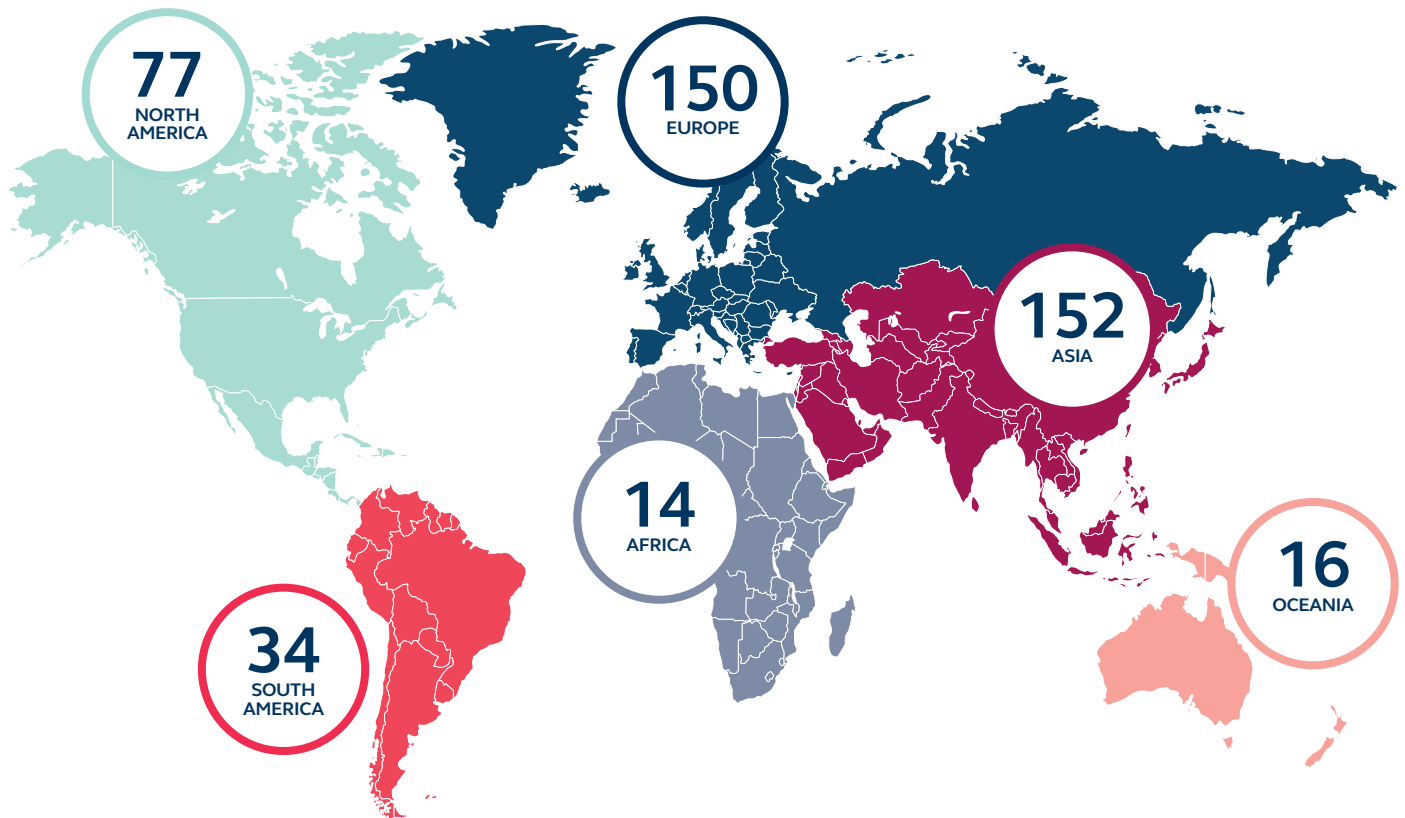 77
NORTH
AMERICA
150
EUROPE
152
ASIA
14
AFRICA
16
OCEANIA
34
SOUTH
AMERICA